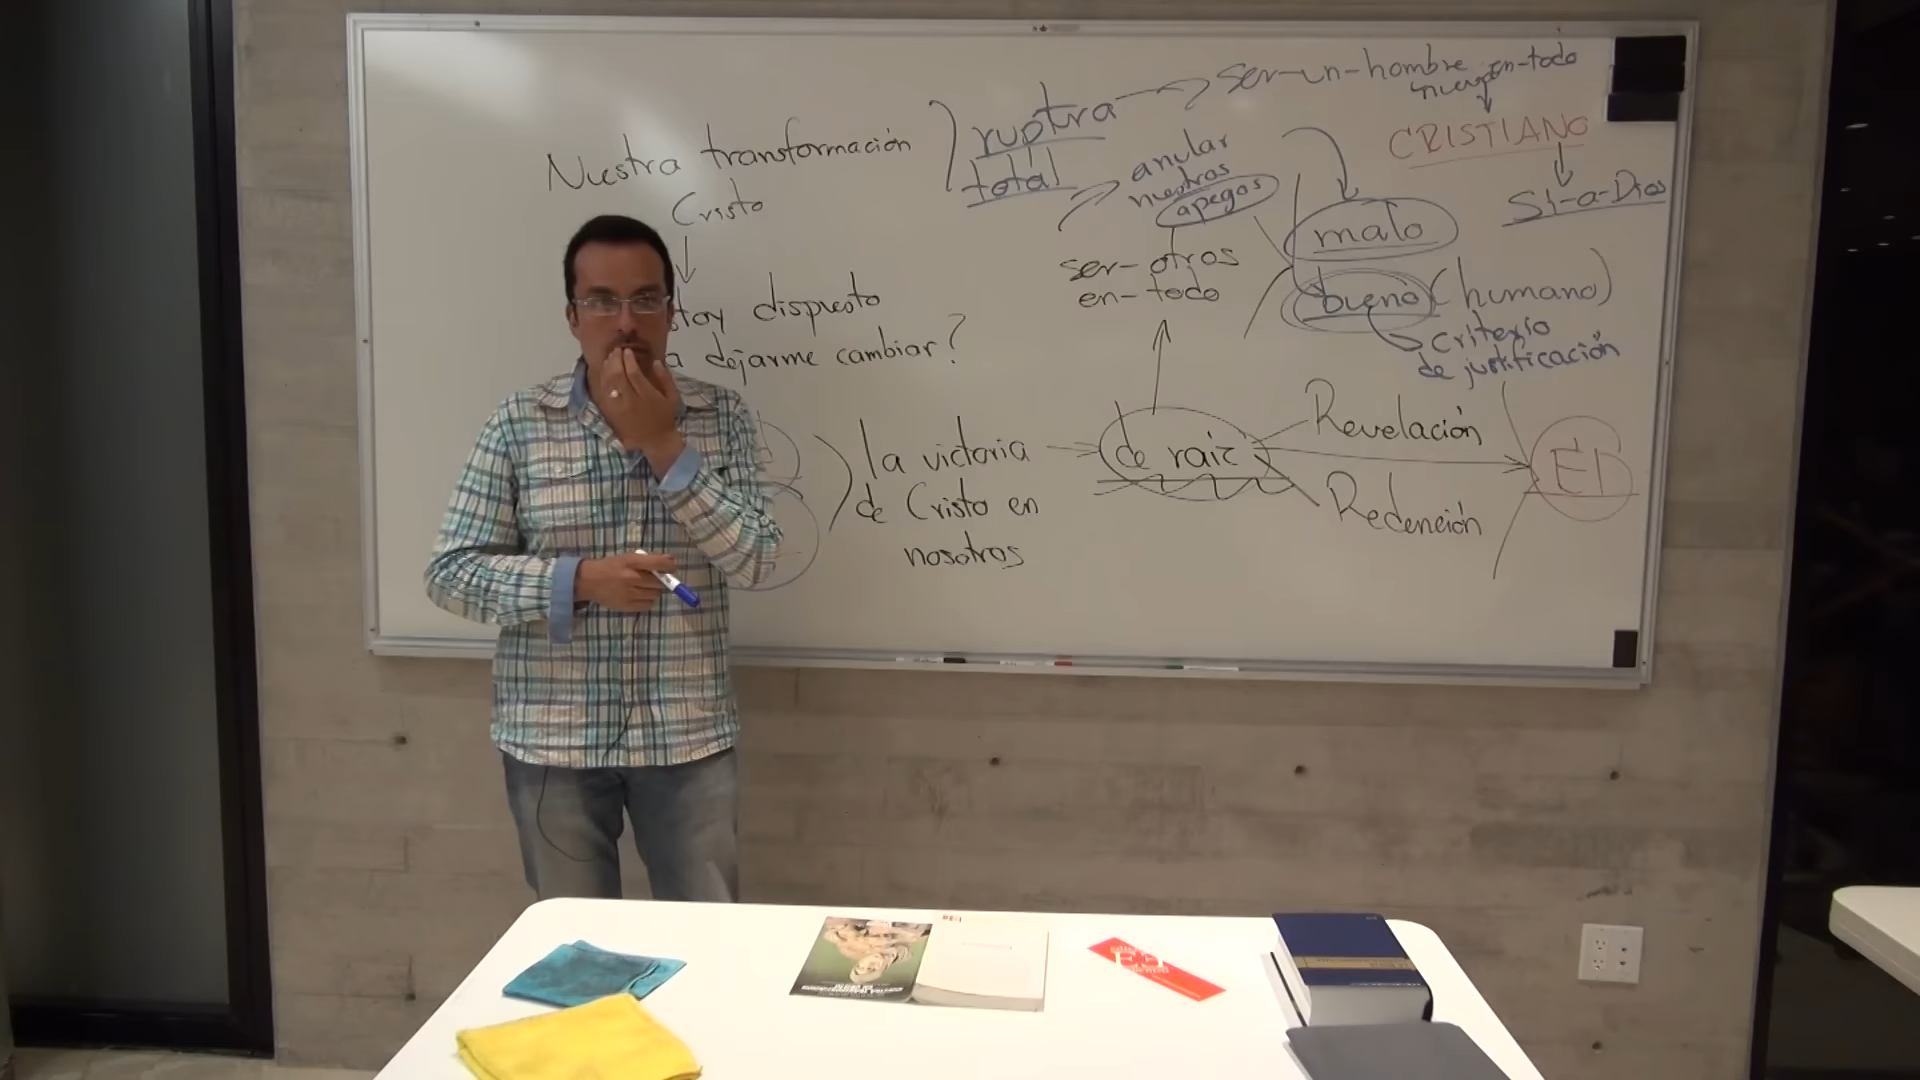 Nuestra transformación
Cristo
stoy dispuesto
a dejarme cambiar?
la victoria
de Cristo en
nosotros
ruptura
total
ser-un-hombre
nuevo en-todo
CRISTIANO
Sí-a-Dios
anular
nuestros
apegos
ser-otros
en-todo
malo
bueno (humano)
criterio
de justificación
de raíz
Revelación
Redención
Él